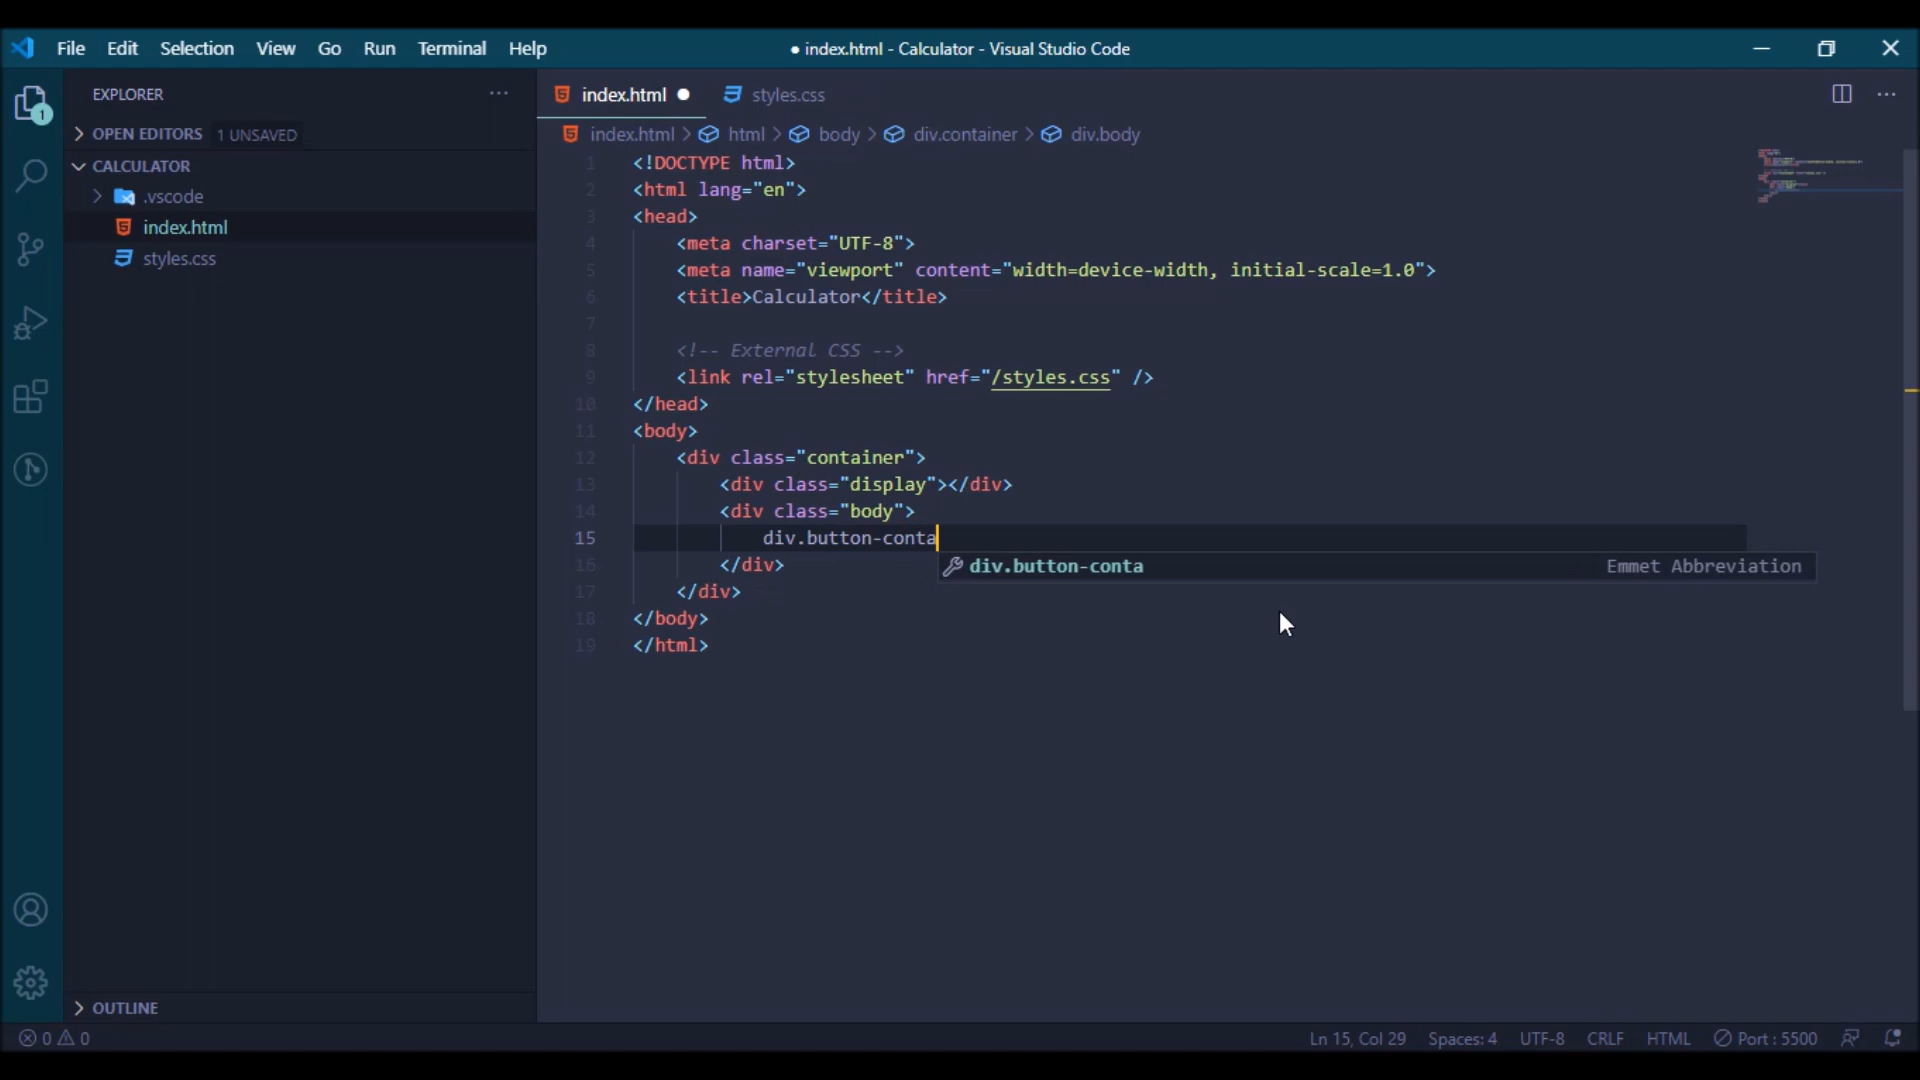 File Edit Selection View Go Run Terminal Help
● index.html - Calculator - Visual Studio Code
1
EXPLORER
OPEN EDITORS 1 UNSAVED
CALCULATOR
.vscode
index.html
styles.css
OUTLINE
index.html ● styles.css
index.html > html > body > div.container > div.body
1 <!DOCTYPE html>
2 <html lang="en">
3 <head>
4 <meta charset="UTF-8">
5 <meta name="viewport" content="width=device-width, initial-scale=1.0">
6 <title>Calculator</title>
7
8 <!-- External CSS -->
9 <link rel="stylesheet" href="/styles.css" />
10 </head>
11 <body>
12 <div class="container">
13 <div class="display"></div>
14 <div class="body">
15 div.button-conta
div.button-conta Emmet Abbreviation
16 </div>
17 </div>
18 </body>
19 </html>
0 0
Ln 15, Col 29 Spaces: 4 UTF-8 CRLF HTML Port : 5500